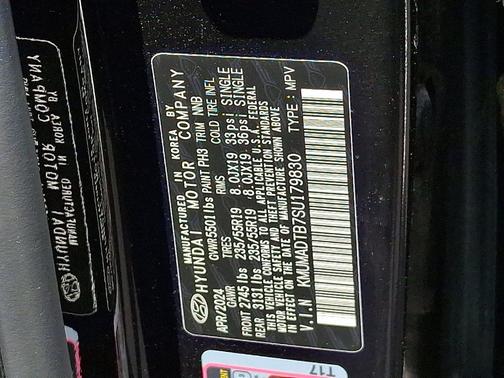 MANUFACTURED IN KOREA BY
HYUNDAI MOTOR COMPANY
APR/2024 GVWR 5501 lbs PAINT PH3 TRIM NNB
GAWR TIRES RIMS COLD TIRE INFL
FRONT 2745 lbs 235/55R19 8.0JX19 33psi SINGLE
REAR 3131 lbs 235/55R19 8.0JX19 36psi SINGLE
THIS VEHICLE CONFORMS TO ALL APPLICABLE U.S.A. FEDERAL
MOTOR VEHICLE SAFETY AND THEFT PREVENTION STANDARDS
IN EFFECT ON THE DATE OF MANUFACTURE SHOWN ABOVE
V.I.N KMUMADTB7SU179830 TYPE : MPV
MANUFACTURED IN KOREA BY
HYUNDAI MOTOR COMPANY
T17